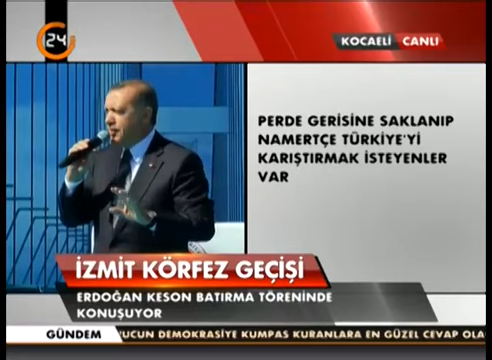 24
KOCAELİ CANLI
PERDE GERİSİNE SAKLANIP
NAMERTÇE TÜRKİYE'Yİ
KARIŞTIRMAK İSTEYENLER
VAR
İZMİT KÖRFEZ GEÇİŞİ
ERDOĞAN KESON BATIRMA TÖRENİNDE
KONUŞUYOR
GÜNDEM DEMOKRASİYE KUMPAS KURANLARA EN GÜZEL CEVAP